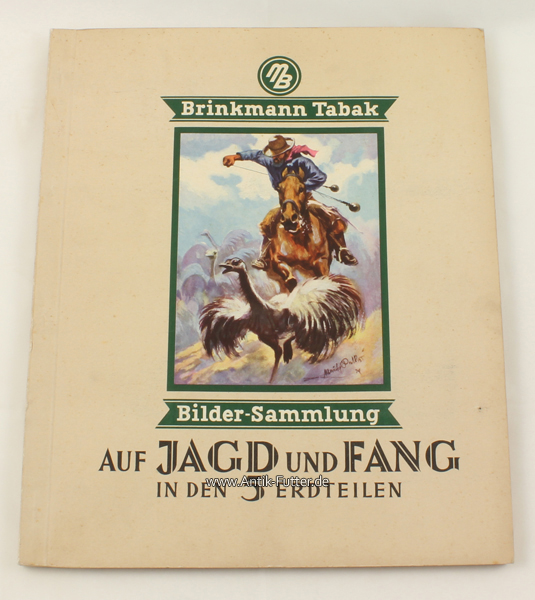 MB
Brinkmann Tabak
Bilder-Sammlung
AUF JAGD UND FANG
www.Antik-Futter.de
IN DEN 5 ERDTEILEN